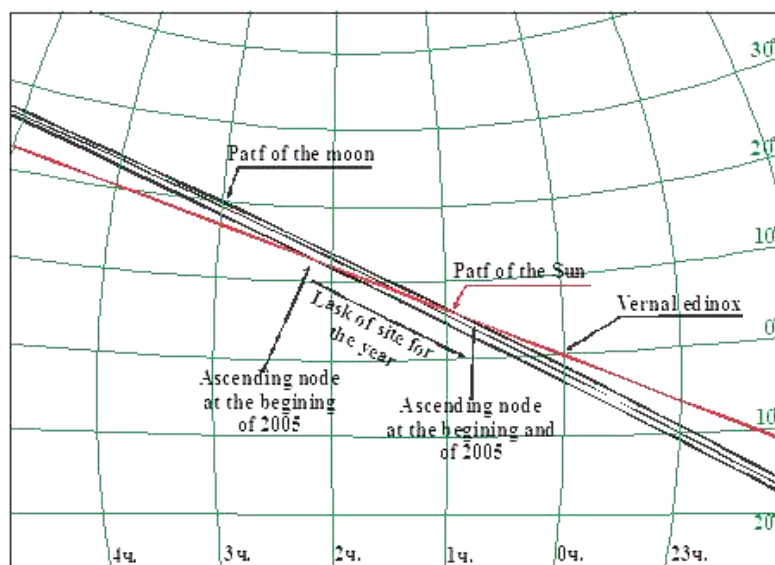 30°
20°
Patf of the moon
10°
Patf of the Sun
Vernal edinox
Lask of site for
the year
0°
Ascending node
at the begining
of 2005
Ascending node
at the begining and
of 2005
10°
20°
4ч.
3ч.
2ч.
1ч.
0ч.
23ч.